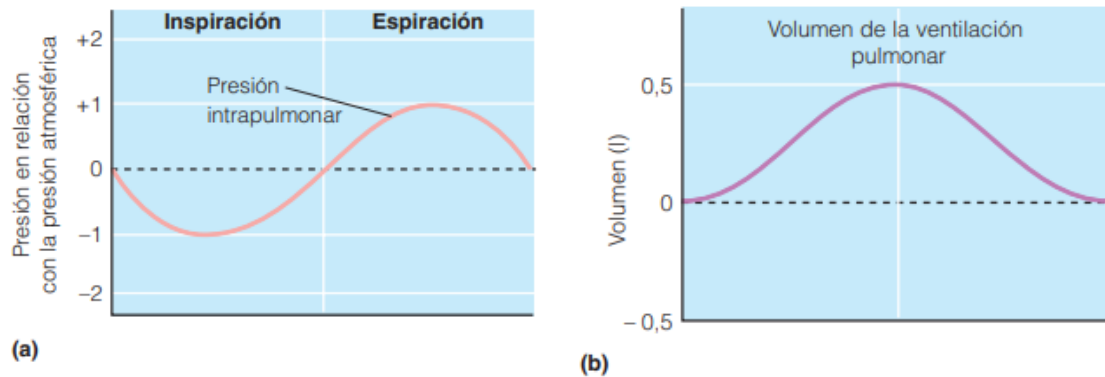 Inspiración
Espiración
Presión en relación
con la presión atmosférica
+2
+1
0
−1
−2
Presión
intrapulmonar
(a)
Volumen de la ventilación
pulmonar
Volumen (l)
0,5
0
− 0,5
(b)